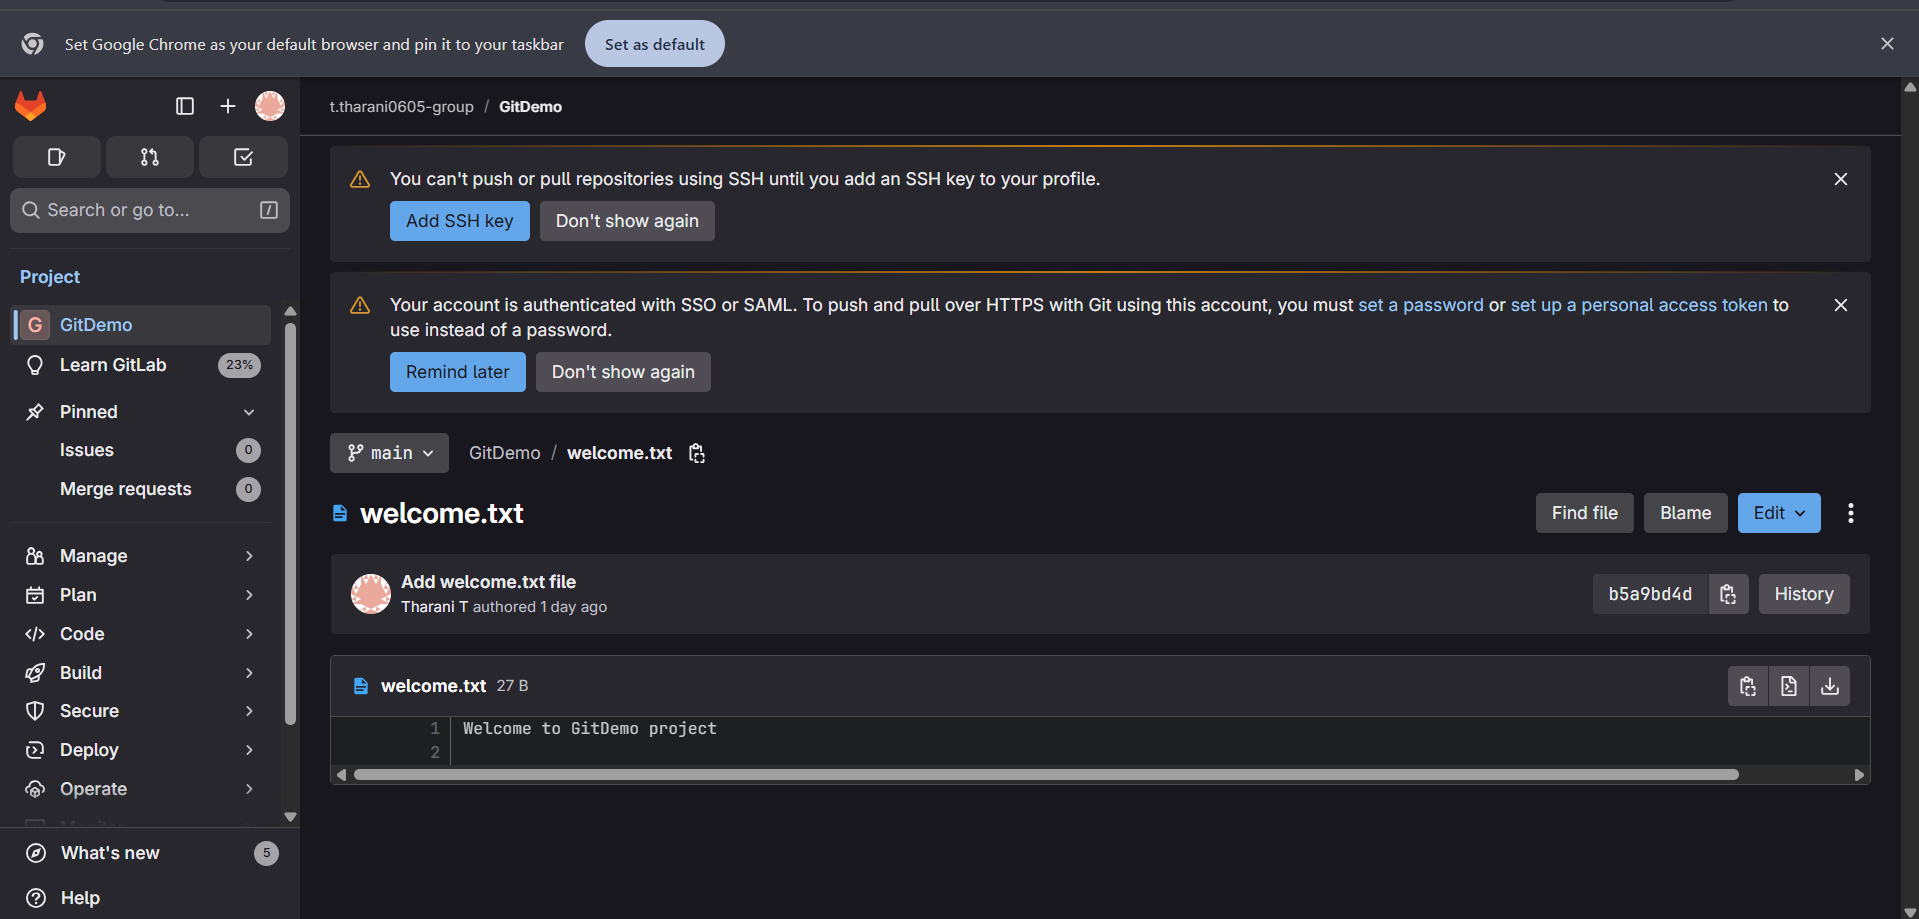 Set Google Chrome as your default browser and pin it to your taskbar
Set as default
t.tharani0605-group / GitDemo
Search or go to... /
Project
G GitDemo
Learn GitLab 23%
Pinned
Issues 0
Merge requests 0
Manage
Plan
Code
Build
Secure
Deploy
Operate
What's new 5
Help
You can't push or pull repositories using SSH until you add an SSH key to your profile.
Add SSH key Don't show again
Your account is authenticated with SSO or SAML. To push and pull over HTTPS with Git using this account, you must set a password or set up a personal access token to
use instead of a password.
Remind later Don't show again
main GitDemo / welcome.txt
welcome.txt
Find file Blame Edit
Add welcome.txt file
Tharani T authored 1 day ago
b5a9bd4d History
welcome.txt 27 B
1 Welcome to GitDemo project
2